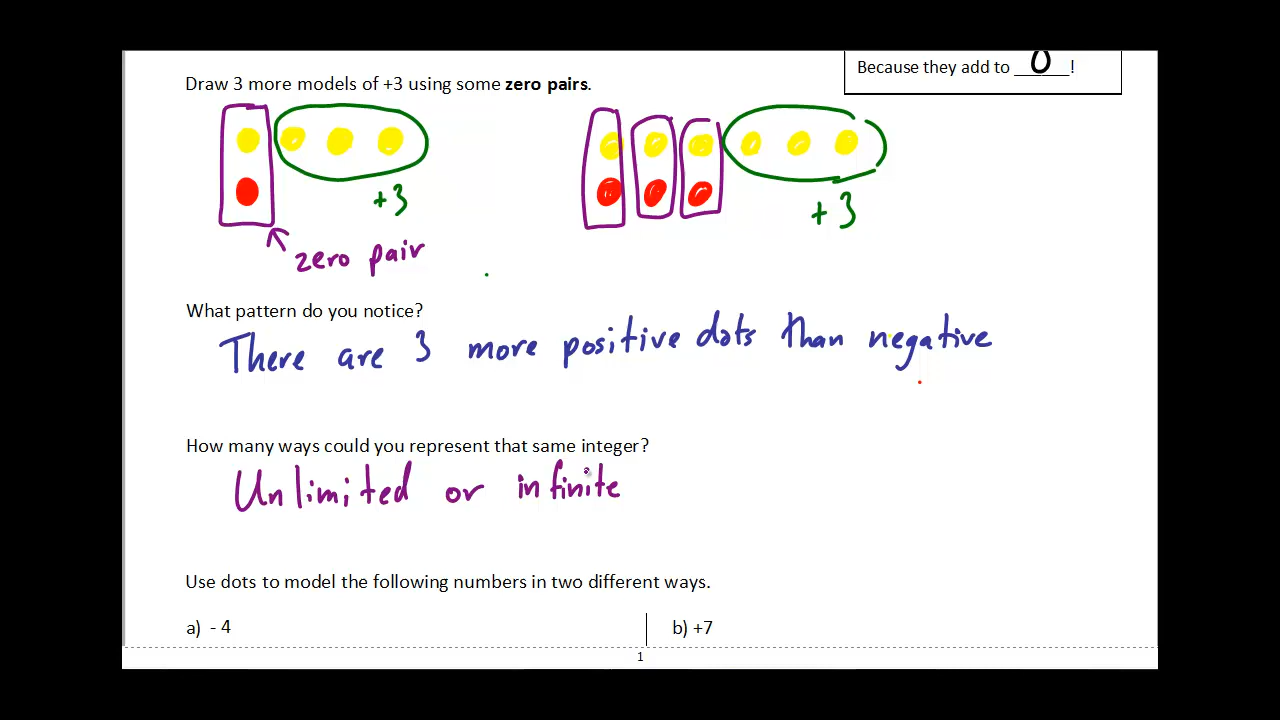 Because they add to 0!
Draw 3 more models of +3 using some zero pairs.
+3
+3
zero pair
What pattern do you notice?
There are 3 more positive dots than negative
How many ways could you represent that same integer?
Unlimited or infinite
Use dots to model the following numbers in two different ways.
a) - 4
b) +7
1